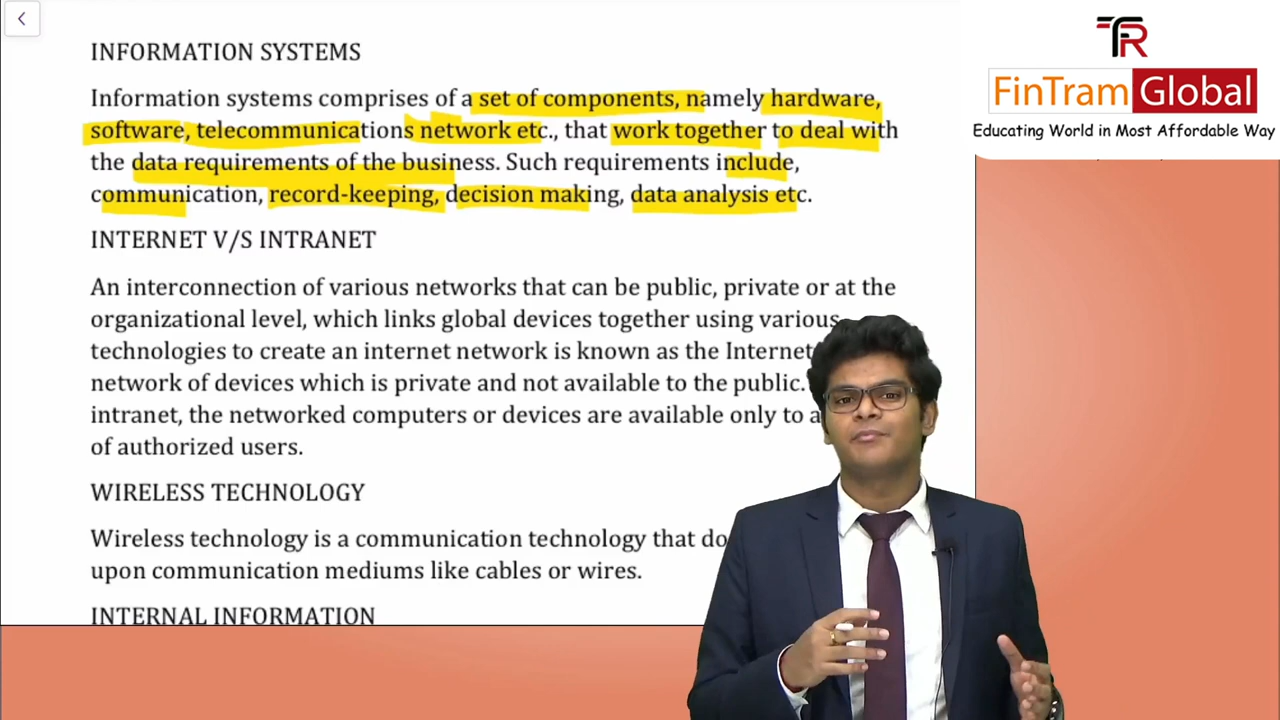 INFORMATION SYSTEMS
Information systems comprises of a set of components, namely hardware,
software, telecommunications network etc., that work together to deal with
the data requirements of the business. Such requirements include,
communication, record-keeping, decision making, data analysis etc.
INTERNET V/S INTRANET
An interconnection of various networks that can be public, private or at the
organizational level, which links global devices together using various
technologies to create an internet network is known as the Internet
network of devices which is private and not available to the public.
intranet, the networked computers or devices are available only to a
of authorized users.
WIRELESS TECHNOLOGY
Wireless technology is a communication technology that do
upon communication mediums like cables or wires.
INTERNAL INFORMATION
TR
FinTram Global
Educating World in Most Affordable Way